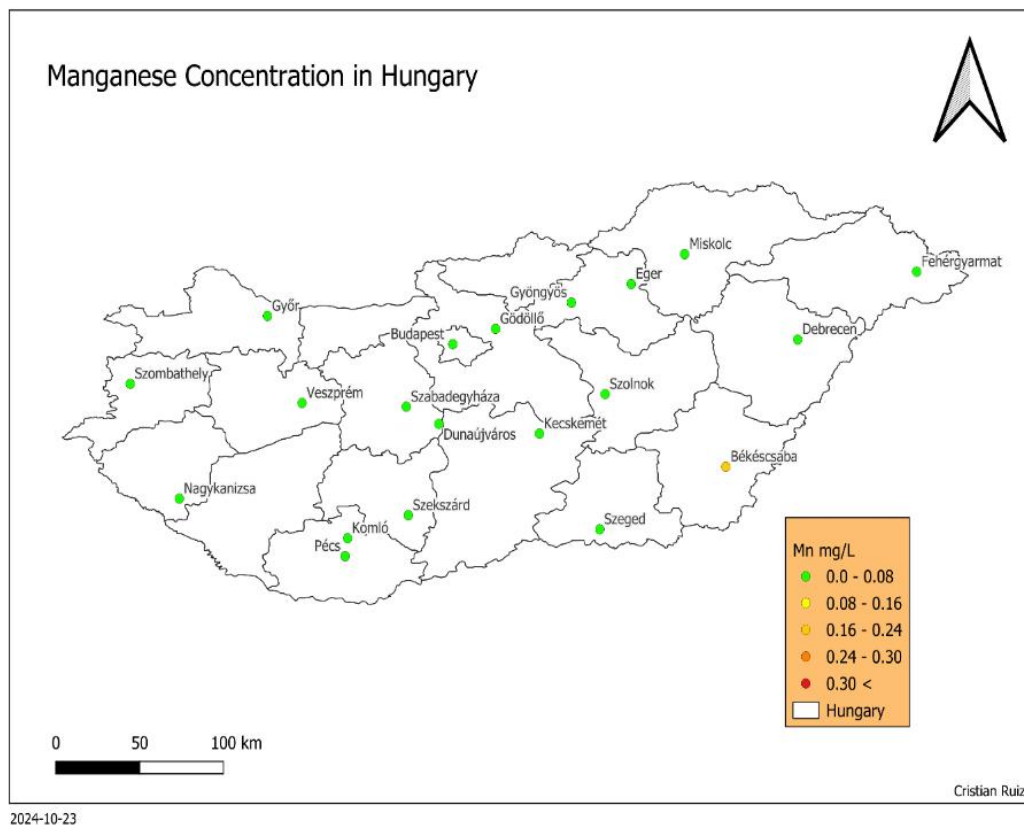 Manganese Concentration in Hungary
Miskolc
Fehérgyarmat
Eger
Gyöngyös
Győr
Gödöllő
Budapest
Debrecen
Szombathely
Veszprém
Szabadegyháza
Szolnok
Dunaújváros
Kecskemét
Békéscsába
Nagykanizsa
Szekszárd
Szeged
Komló
Pécs
Mn mg/L
0.0 - 0.08
0.08 - 0.16
0.16 - 0.24
0.24 - 0.30
0.30 <
Hungary
0 50 100 km
Cristian Ruiz
2024-10-23